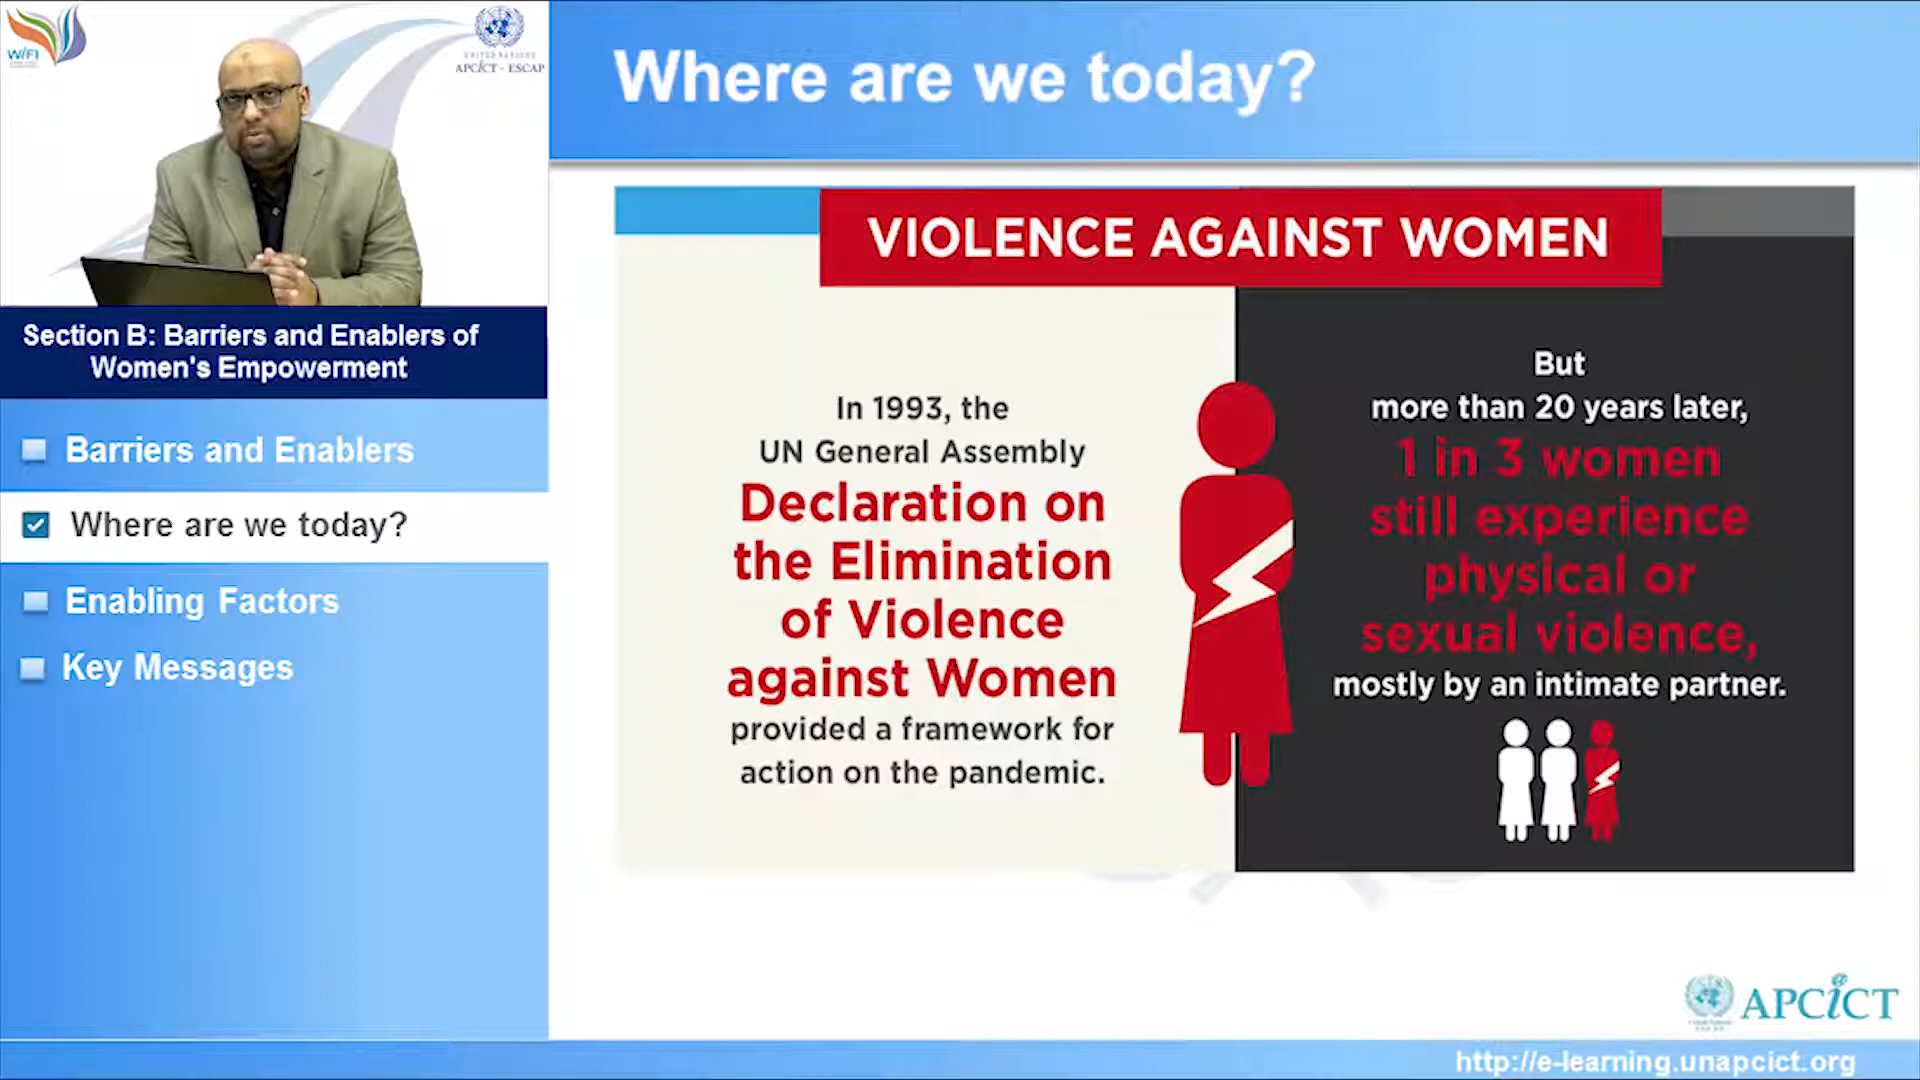 WIFI
UNITED NATIONS
APCICT - ESCAP
Where are we today?
Section B: Barriers and Enablers of
Women's Empowerment
Barriers and Enablers
Where are we today?
Enabling Factors
Key Messages
VIOLENCE AGAINST WOMEN
In 1993, the
UN General Assembly
Declaration on
the Elimination
of Violence
against Women
provided a framework for
action on the pandemic.
But
more than 20 years later,
1 in 3 women
still experience
physical or
sexual violence,
mostly by an intimate partner.
APCiCT
http://e-learning.unapcict.org